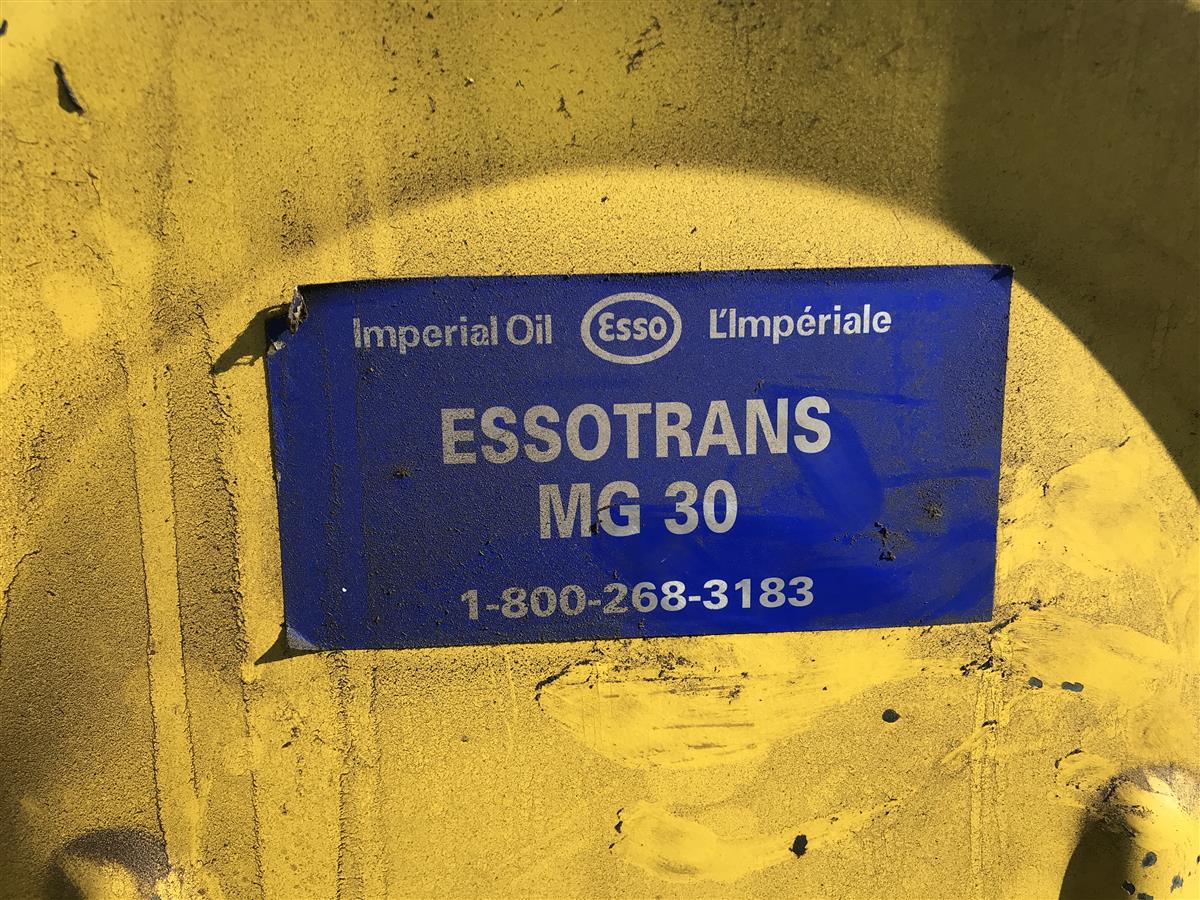 Imperial Oil Esso L'Impériale
ESSOTRANS
MG 30
1-800-268-3183